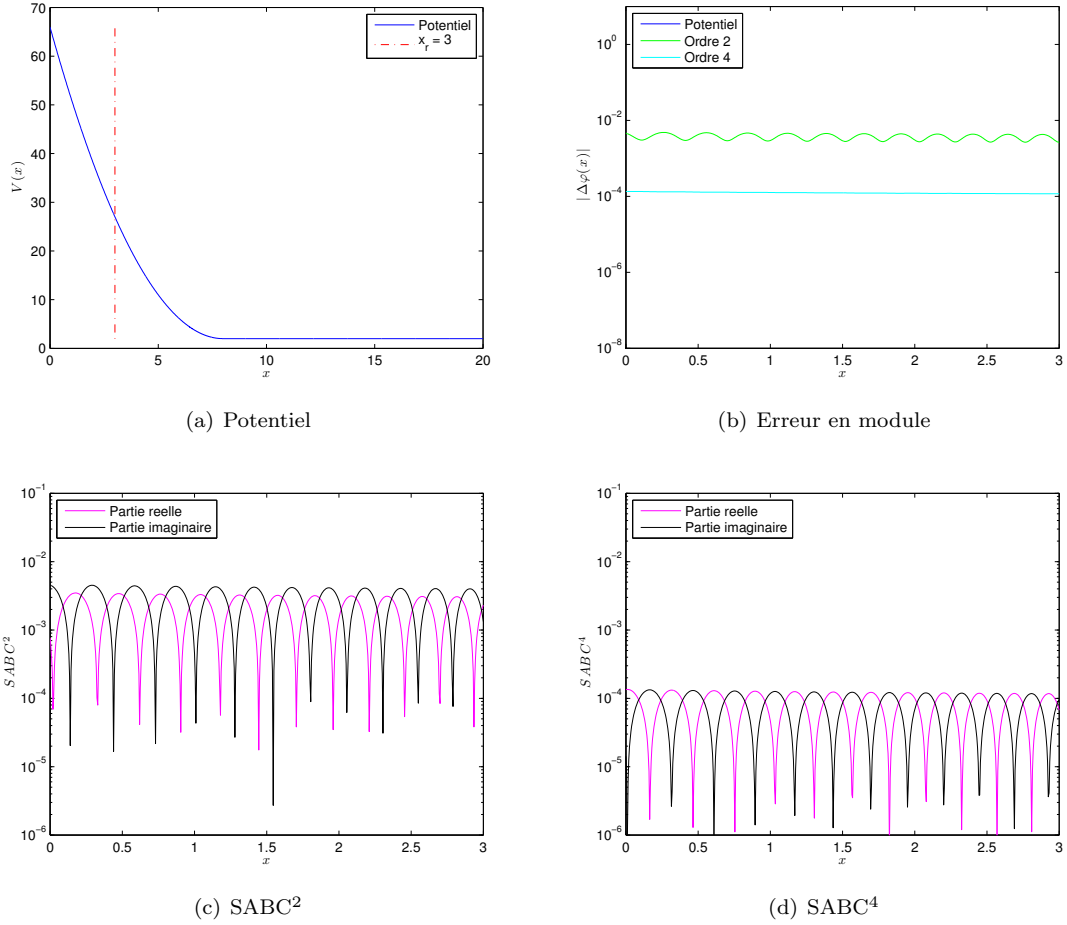 70
60
50
40
30
20
10
0
V(x)
Potentiel
x_r = 3
0 5 10 15 20
x
(a) Potentiel
10^0
10^−2
10^−4
10^−6
10^−8
|Δφ(x)|
Potentiel
Ordre 2
Ordre 4
0 0.5 1 1.5 2 2.5 3
x
(b) Erreur en module
10^−1
10^−2
10^−3
10^−4
10^−5
10^−6
SABC^2
Partie reelle
Partie imaginaire
0 0.5 1 1.5 2 2.5 3
x
(c) SABC^2
10^−1
10^−2
10^−3
10^−4
10^−5
10^−6
SABC^4
Partie reelle
Partie imaginaire
0 0.5 1 1.5 2 2.5 3
x
(d) SABC^4